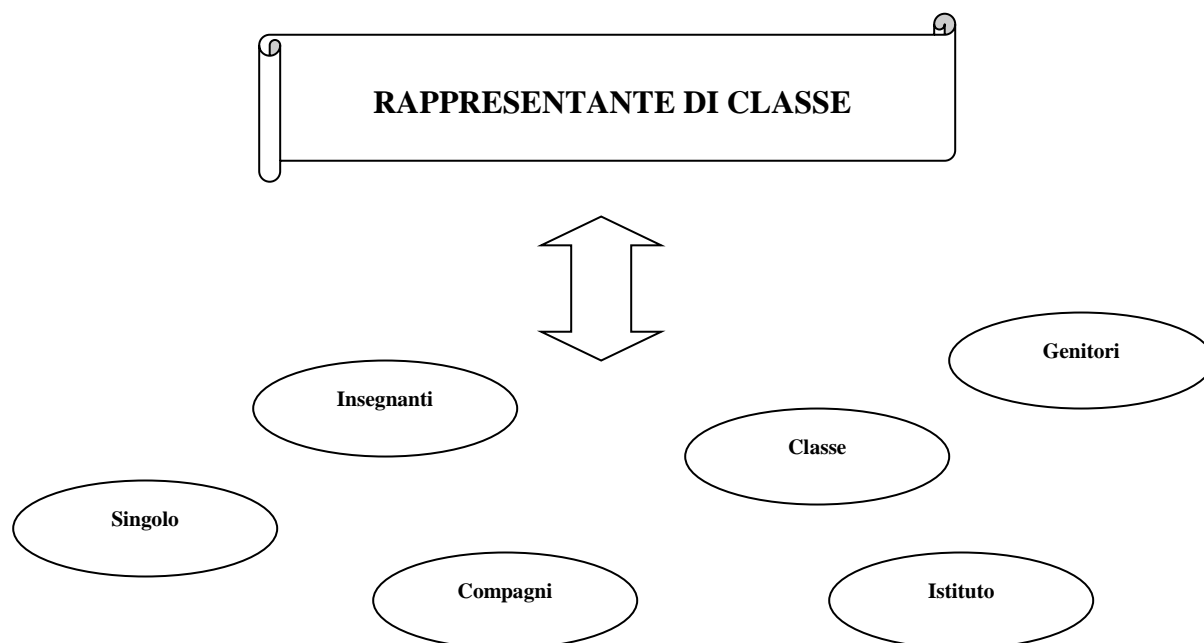 RAPPRESENTANTE DI CLASSE
Genitori
Insegnanti
Classe
Singolo
Compagni
Istituto